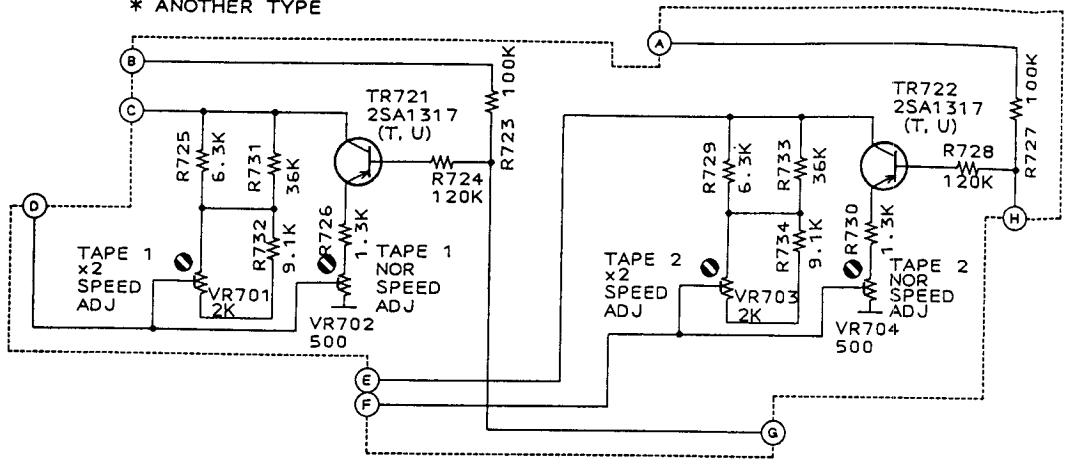 * ANOTHER TYPE
A
B
C
D
E
F
G
H
100K
R723
TR721
2SA1317
(T, U)
R725
6.3K
R731
36K
R724
120K
R732
9.1K
R726
1.3K
TAPE 1
x2
SPEED
ADJ
VR701
2K
TAPE 1
NOR
SPEED
ADJ
VR702
500
TR722
2SA1317
(T, U)
100K
R727
R729
6.3K
R733
36K
R728
120K
R734
9.1K
R730
1.3K
TAPE 2
x2
SPEED
ADJ
VR703
2K
TAPE 2
NOR
SPEED
ADJ
VR704
500